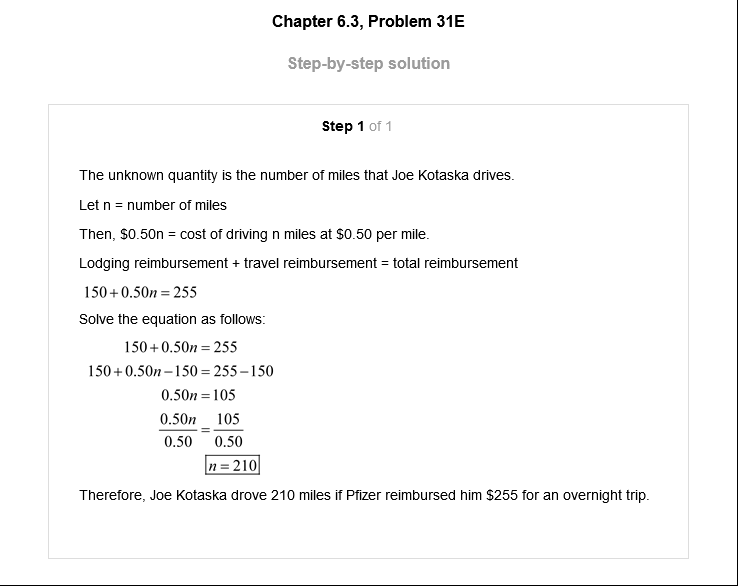 Chapter 6.3, Problem 31E
Step-by-step solution
Step 1 of 1
The unknown quantity is the number of miles that Joe Kotaska drives.
Let n = number of miles
Then, $0.50n = cost of driving n miles at $0.50 per mile.
Lodging reimbursement + travel reimbursement = total reimbursement
150+0.50n = 255
Solve the equation as follows:
150+0.50n = 255
150+0.50n−150 = 255−150
0.50n = 105
0.50n/0.50 = 105/0.50
n = 210
Therefore, Joe Kotaska drove 210 miles if Pfizer reimbursed him $255 for an overnight trip.